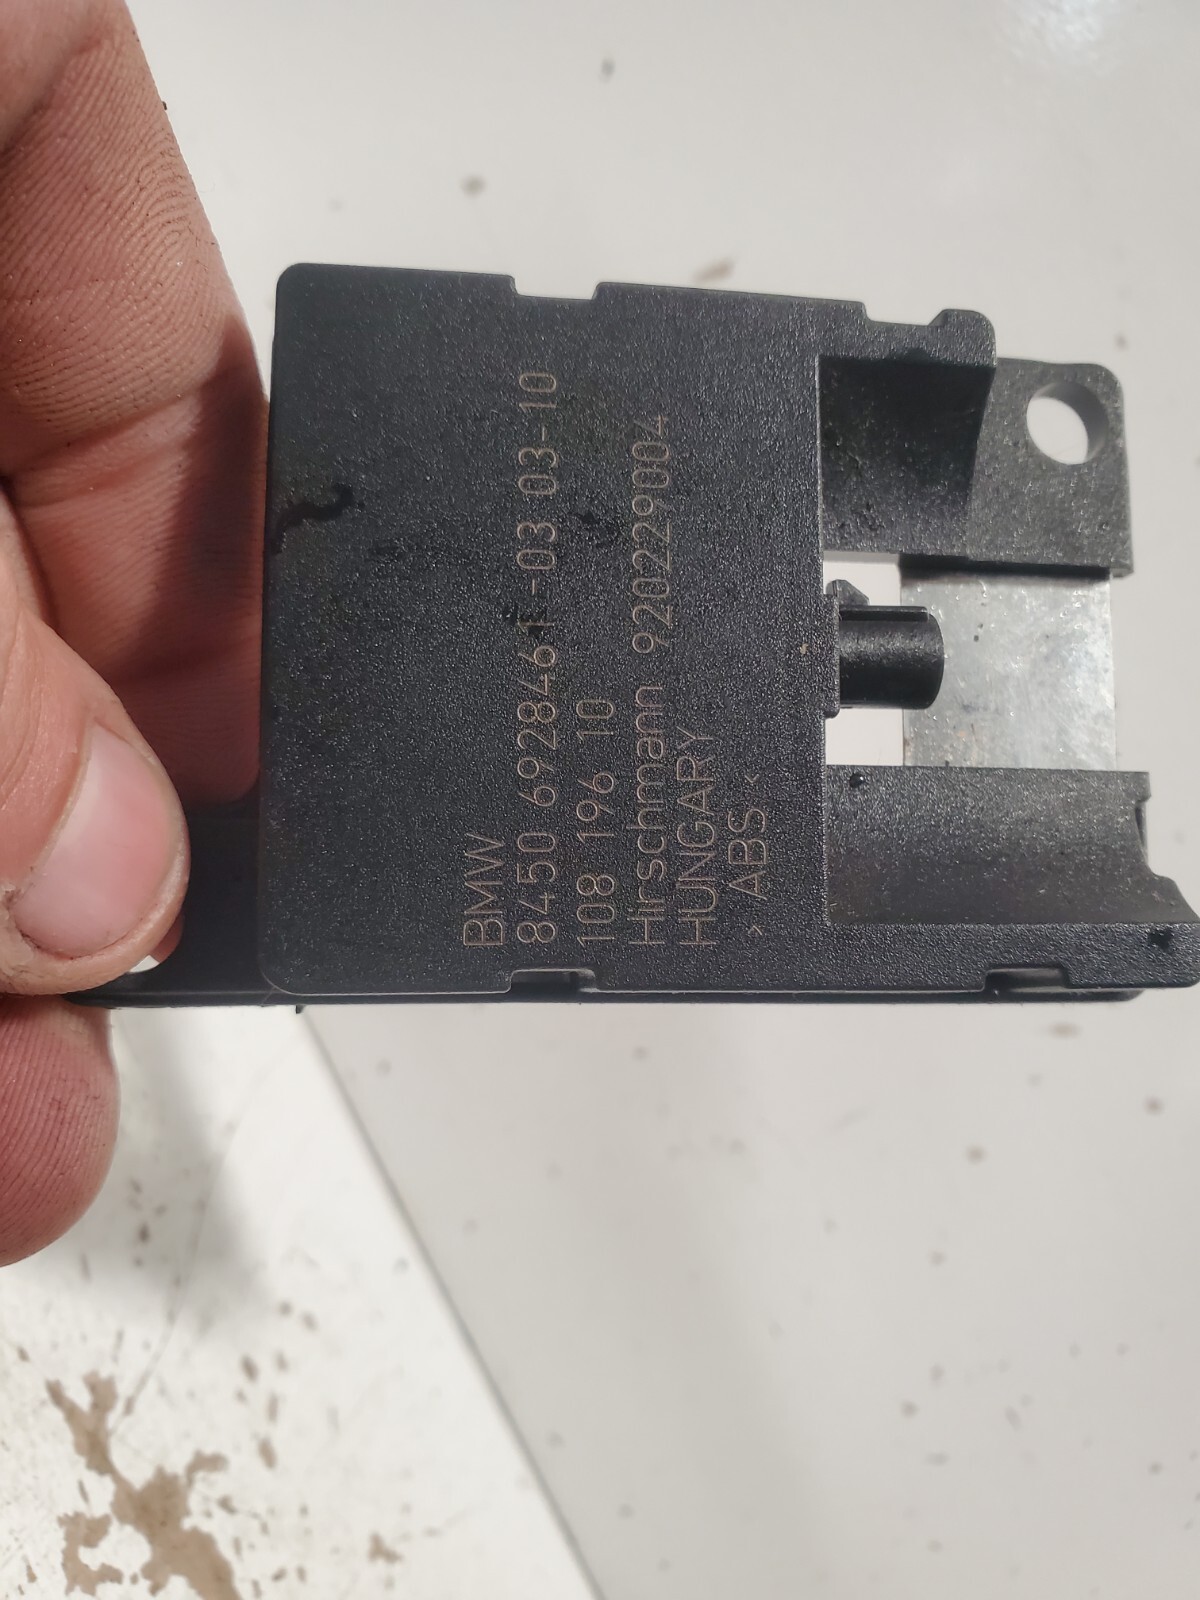 BMW
8450 6928461-03 03-10
108 196 10
Hirschmann 920229004
HUNGARY
>ABS<